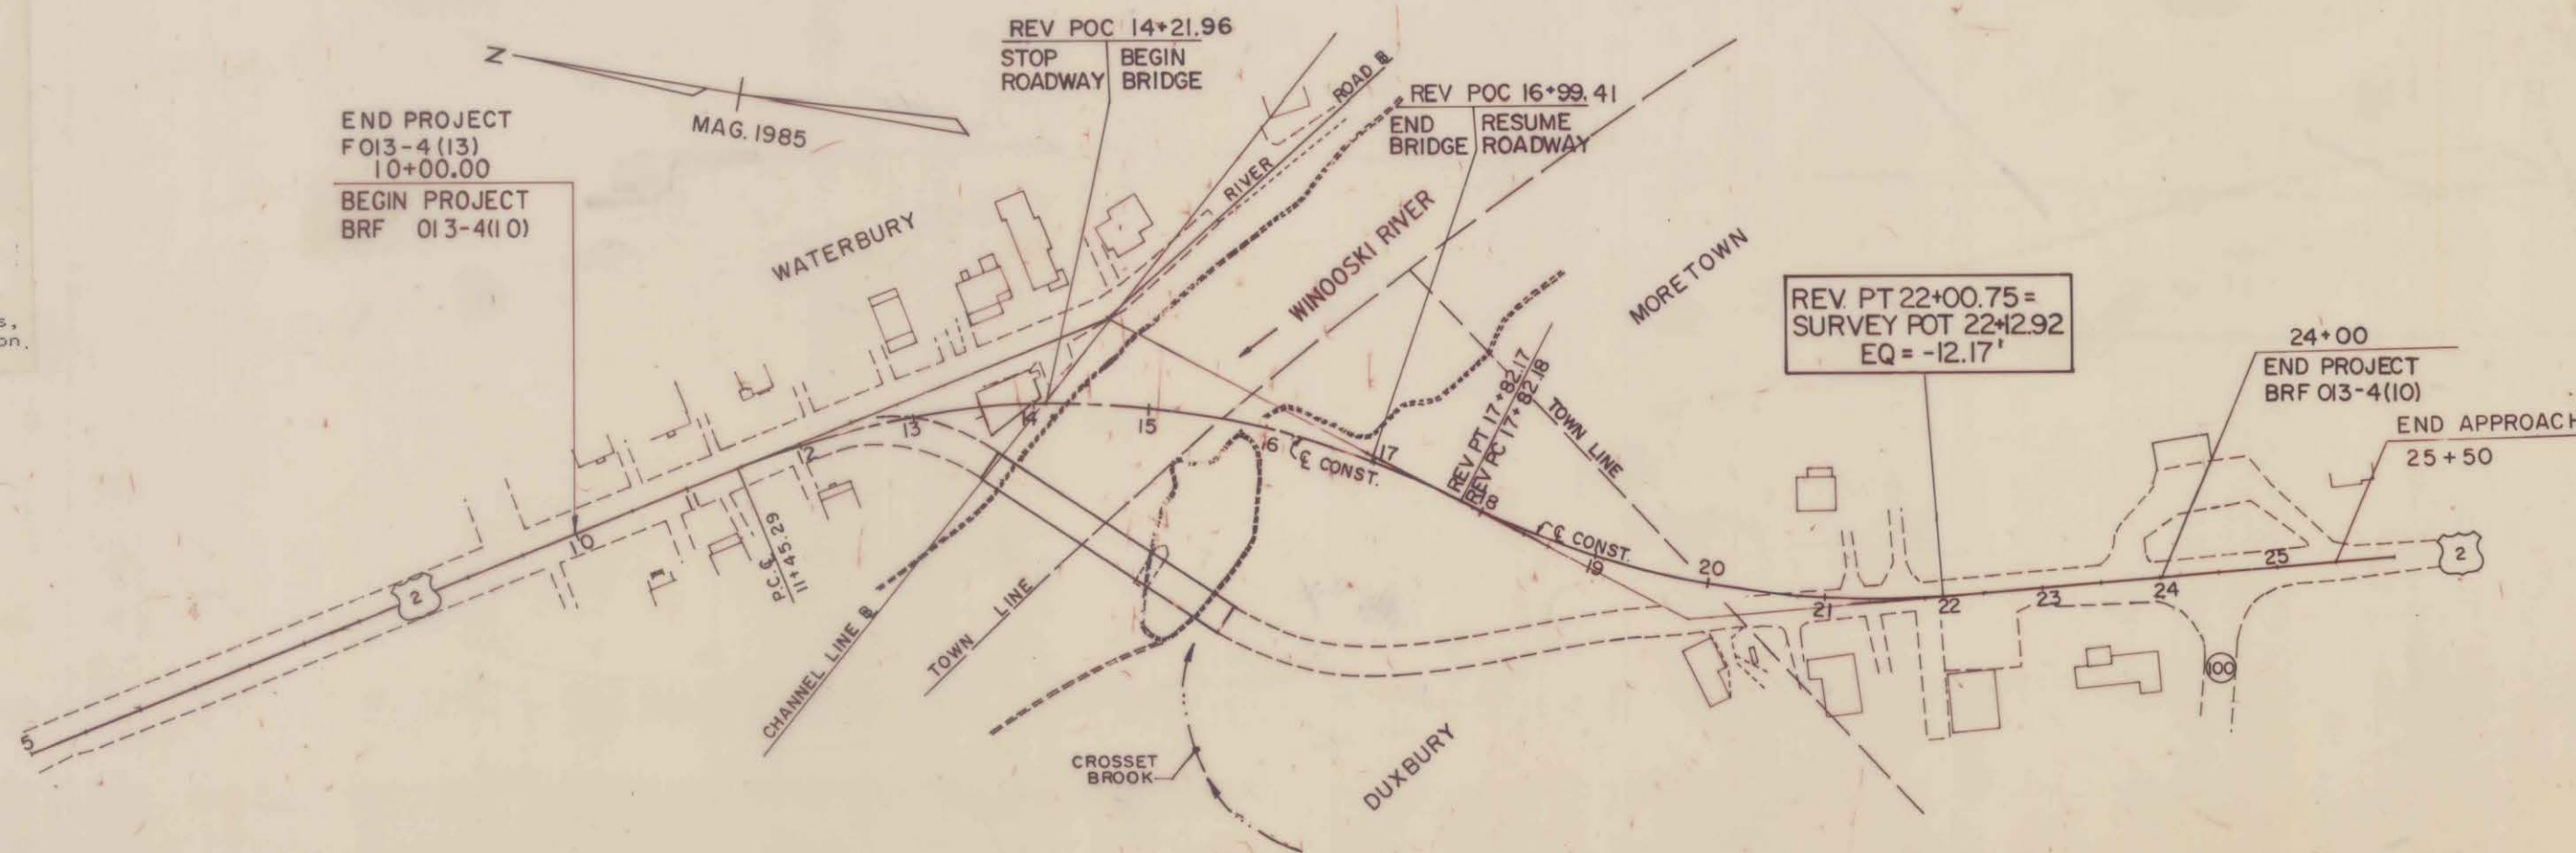 REV POC 14+21.96
STOP ROADWAY
BEGIN BRIDGE
N
MAG. 1985
END PROJECT
F 013-4(13)
10+00.00
BEGIN PROJECT
BRF 013-4(10)
WATERBURY
RIVER ROAD
REV POC 16+99.41
END BRIDGE
RESUME ROADWAY
WINOOSKI RIVER
MORETOWN
REV. PT 22+00.75=
SURVEY POT 22+12.92
EQ = -12.17'
24+00
END PROJECT
BRF 013-4(10)
END APPROACH
25+50
REV PT 17+82.17
REV PC 17+82.18
TOWN LINE
℄ CONST.
℄ CONST.
P.C. ℄
11+45.29
5
10
12
13
14
15
16
17
18
19
20
21
22
23
24
25
2
2
100
CHANNEL LINE
TOWN LINE
CROSSET
BROOK
DUXBURY
s,
on.